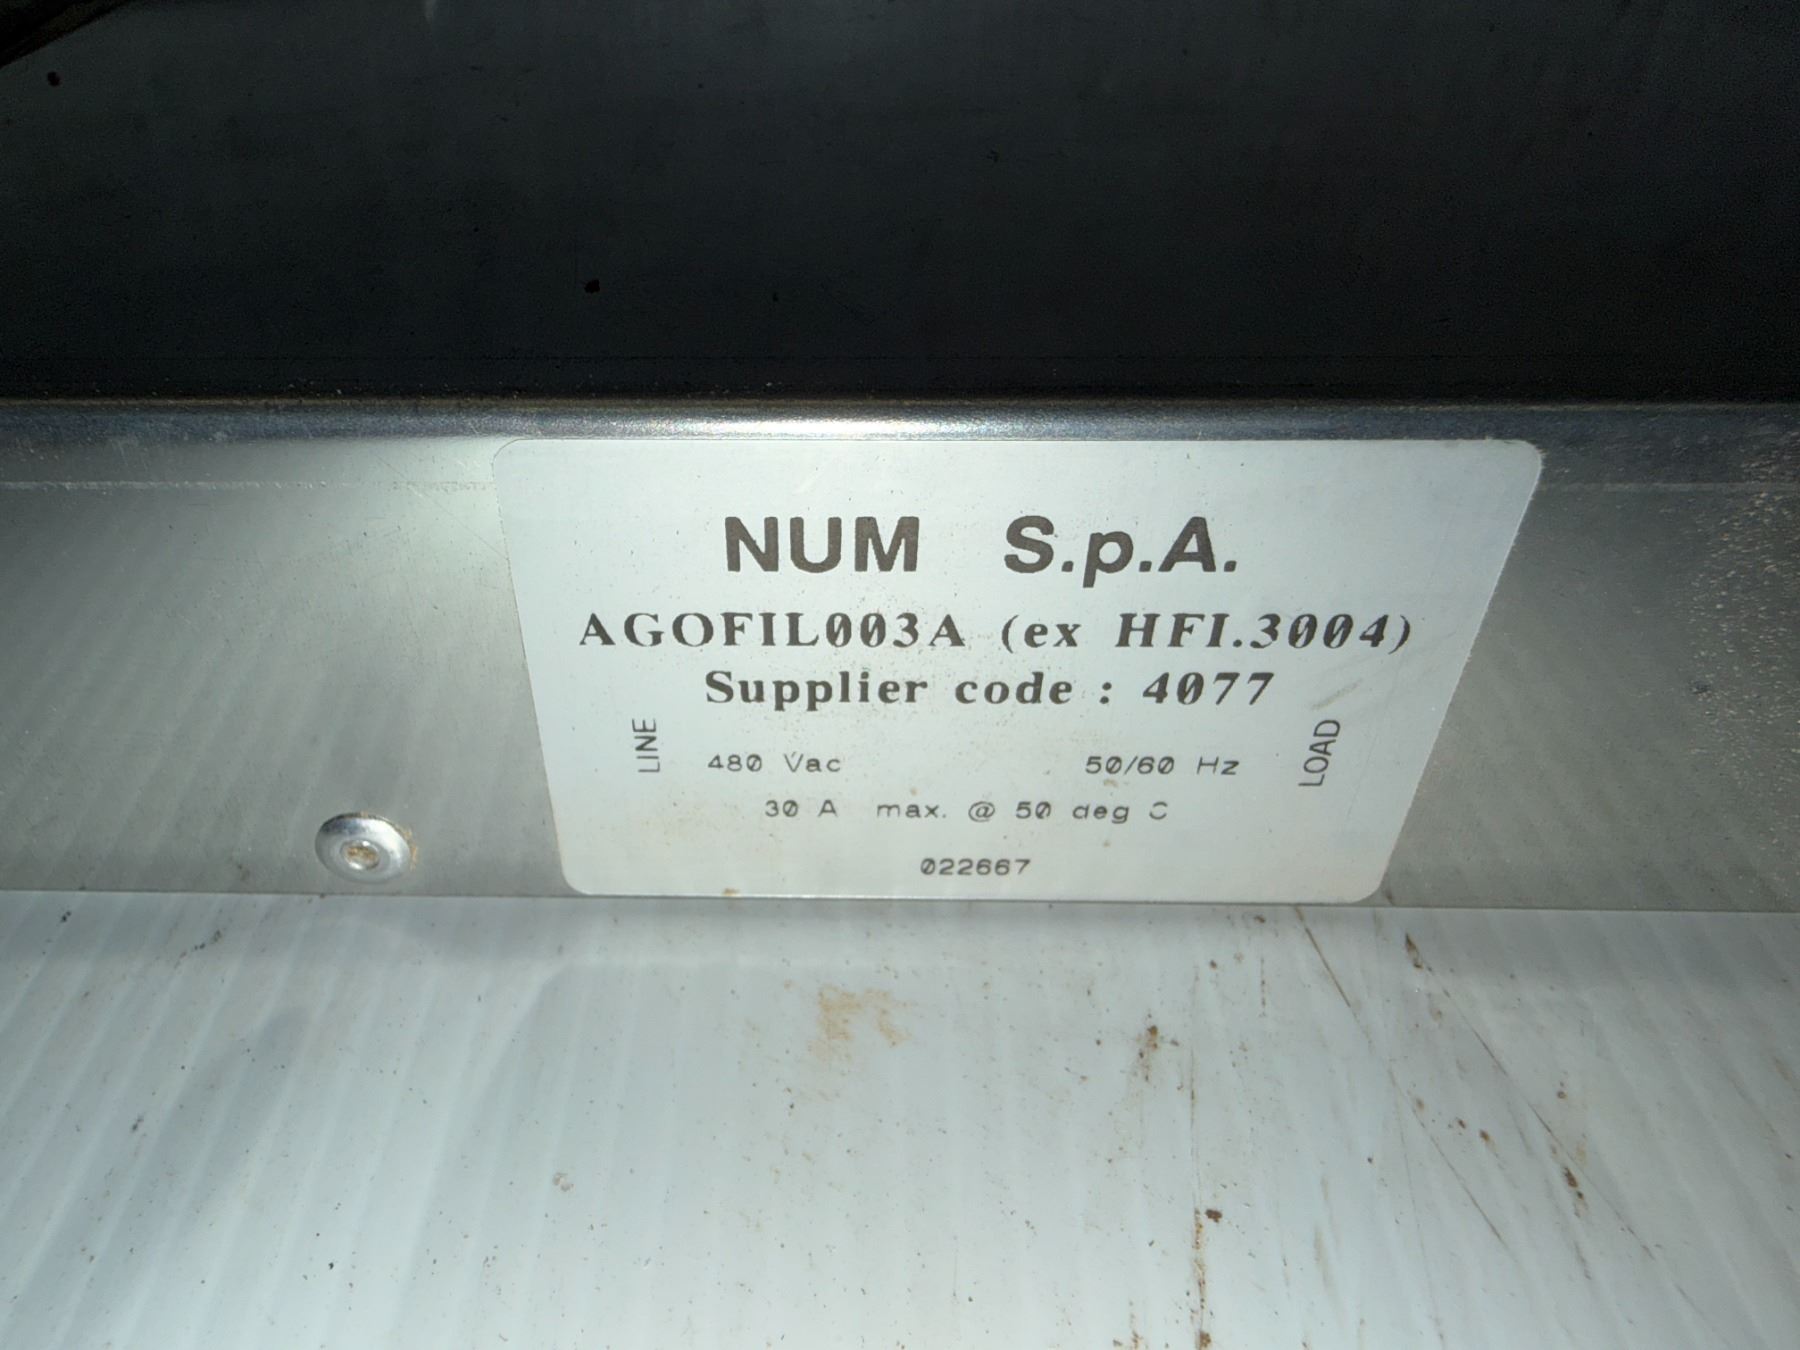 NUM S.p.A.
AGOFIL003A (ex HFI.3004)
Supplier code : 4077
LINE
480 Vac 50/60 Hz
LOAD
30 A max. @ 50 deg C
022667